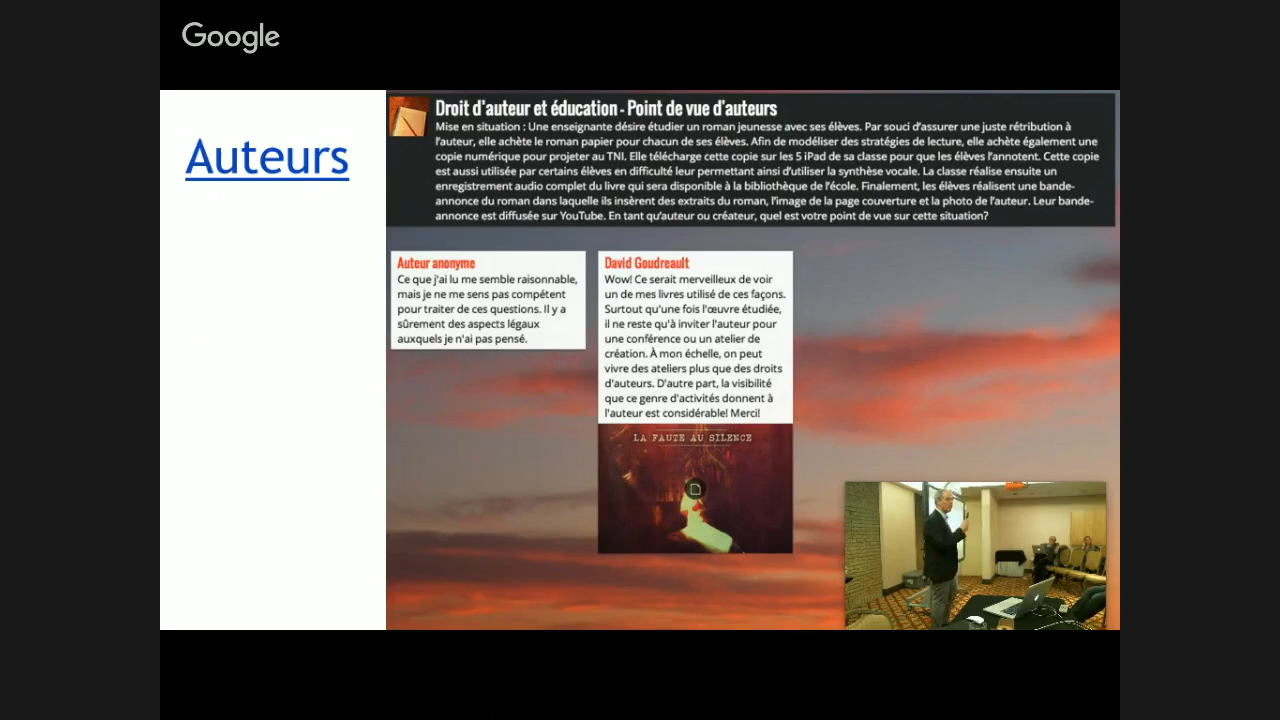 Google
Auteurs
Droit d'auteur et éducation - Point de vue d'auteurs
Mise en situation : Une enseignante désire étudier un roman jeunesse avec ses élèves. Par souci d'assurer une juste rétribution à
l'auteur, elle achète le roman papier pour chacun de ses élèves. Afin de modéliser des stratégies de lecture, elle achète également une
copie numérique pour projeter au TNI. Elle télécharge cette copie sur les 5 iPad de sa classe pour que les élèves l'annotent. Cette copie
est aussi utilisée par certains élèves en difficulté leur permettant ainsi d'utiliser la synthèse vocale. La classe réalise ensuite un
enregistrement audio complet du livre qui sera disponible à la bibliothèque de l'école. Finalement, les élèves réalisent une bande-
annonce du roman dans laquelle ils insèrent des extraits du roman, l'image de la page couverture et la photo de l'auteur. Leur bande-
annonce est diffusée sur YouTube. En tant qu'auteur ou créateur, quel est votre point de vue sur cette situation?
Auteur anonyme
Ce que j'ai lu me semble raisonnable,
mais je ne me sens pas compétent
pour traiter de ces questions. Il y a
sûrement des aspects légaux
auxquels je n'ai pas pensé.
David Goudreault
Wow! Ce serait merveilleux de voir
un de mes livres utilisé de ces façons.
Surtout qu'une fois l'œuvre étudiée,
il ne reste qu'à inviter l'auteur pour
une conférence ou un atelier de
création. À mon échelle, on peut
vivre des ateliers plus que des droits
d'auteurs. D'autre part, la visibilité
que ce genre d'activités donnent à
l'auteur est considérable! Merci!
LA FAUTE AU SILENCE